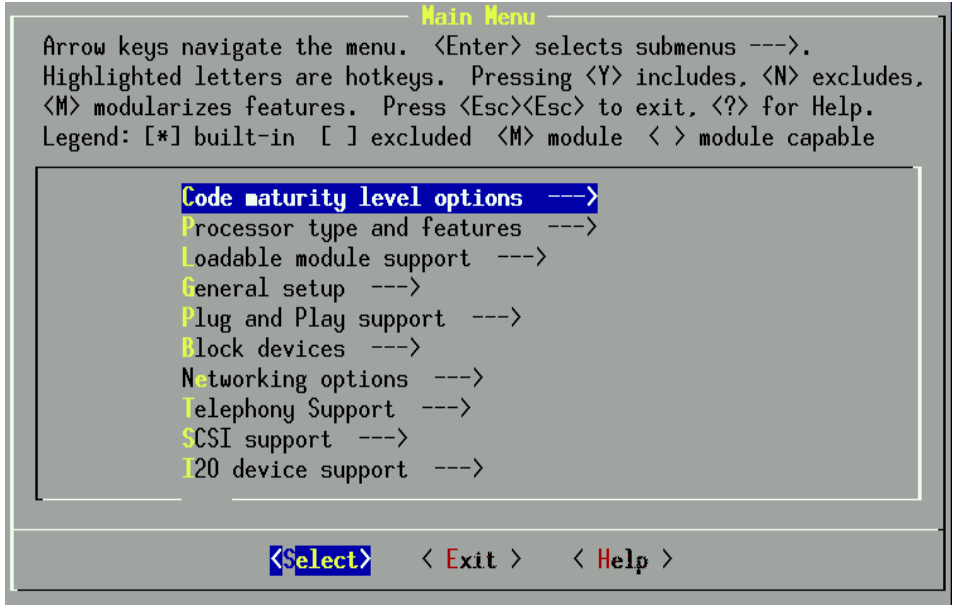 Main Menu
Arrow keys navigate the menu. <Enter> selects submenus --->.
Highlighted letters are hotkeys. Pressing <Y> includes, <N> excludes,
<M> modularizes features. Press <Esc><Esc> to exit, <?> for Help.
Legend: [*] built-in [ ] excluded <M> module < > module capable
Code maturity level options --->
Processor type and features --->
Loadable module support --->
General setup --->
Plug and Play support --->
Block devices --->
Networking options --->
Telephony Support --->
SCSI support --->
I2O device support --->
<Select> < Exit > < Help >